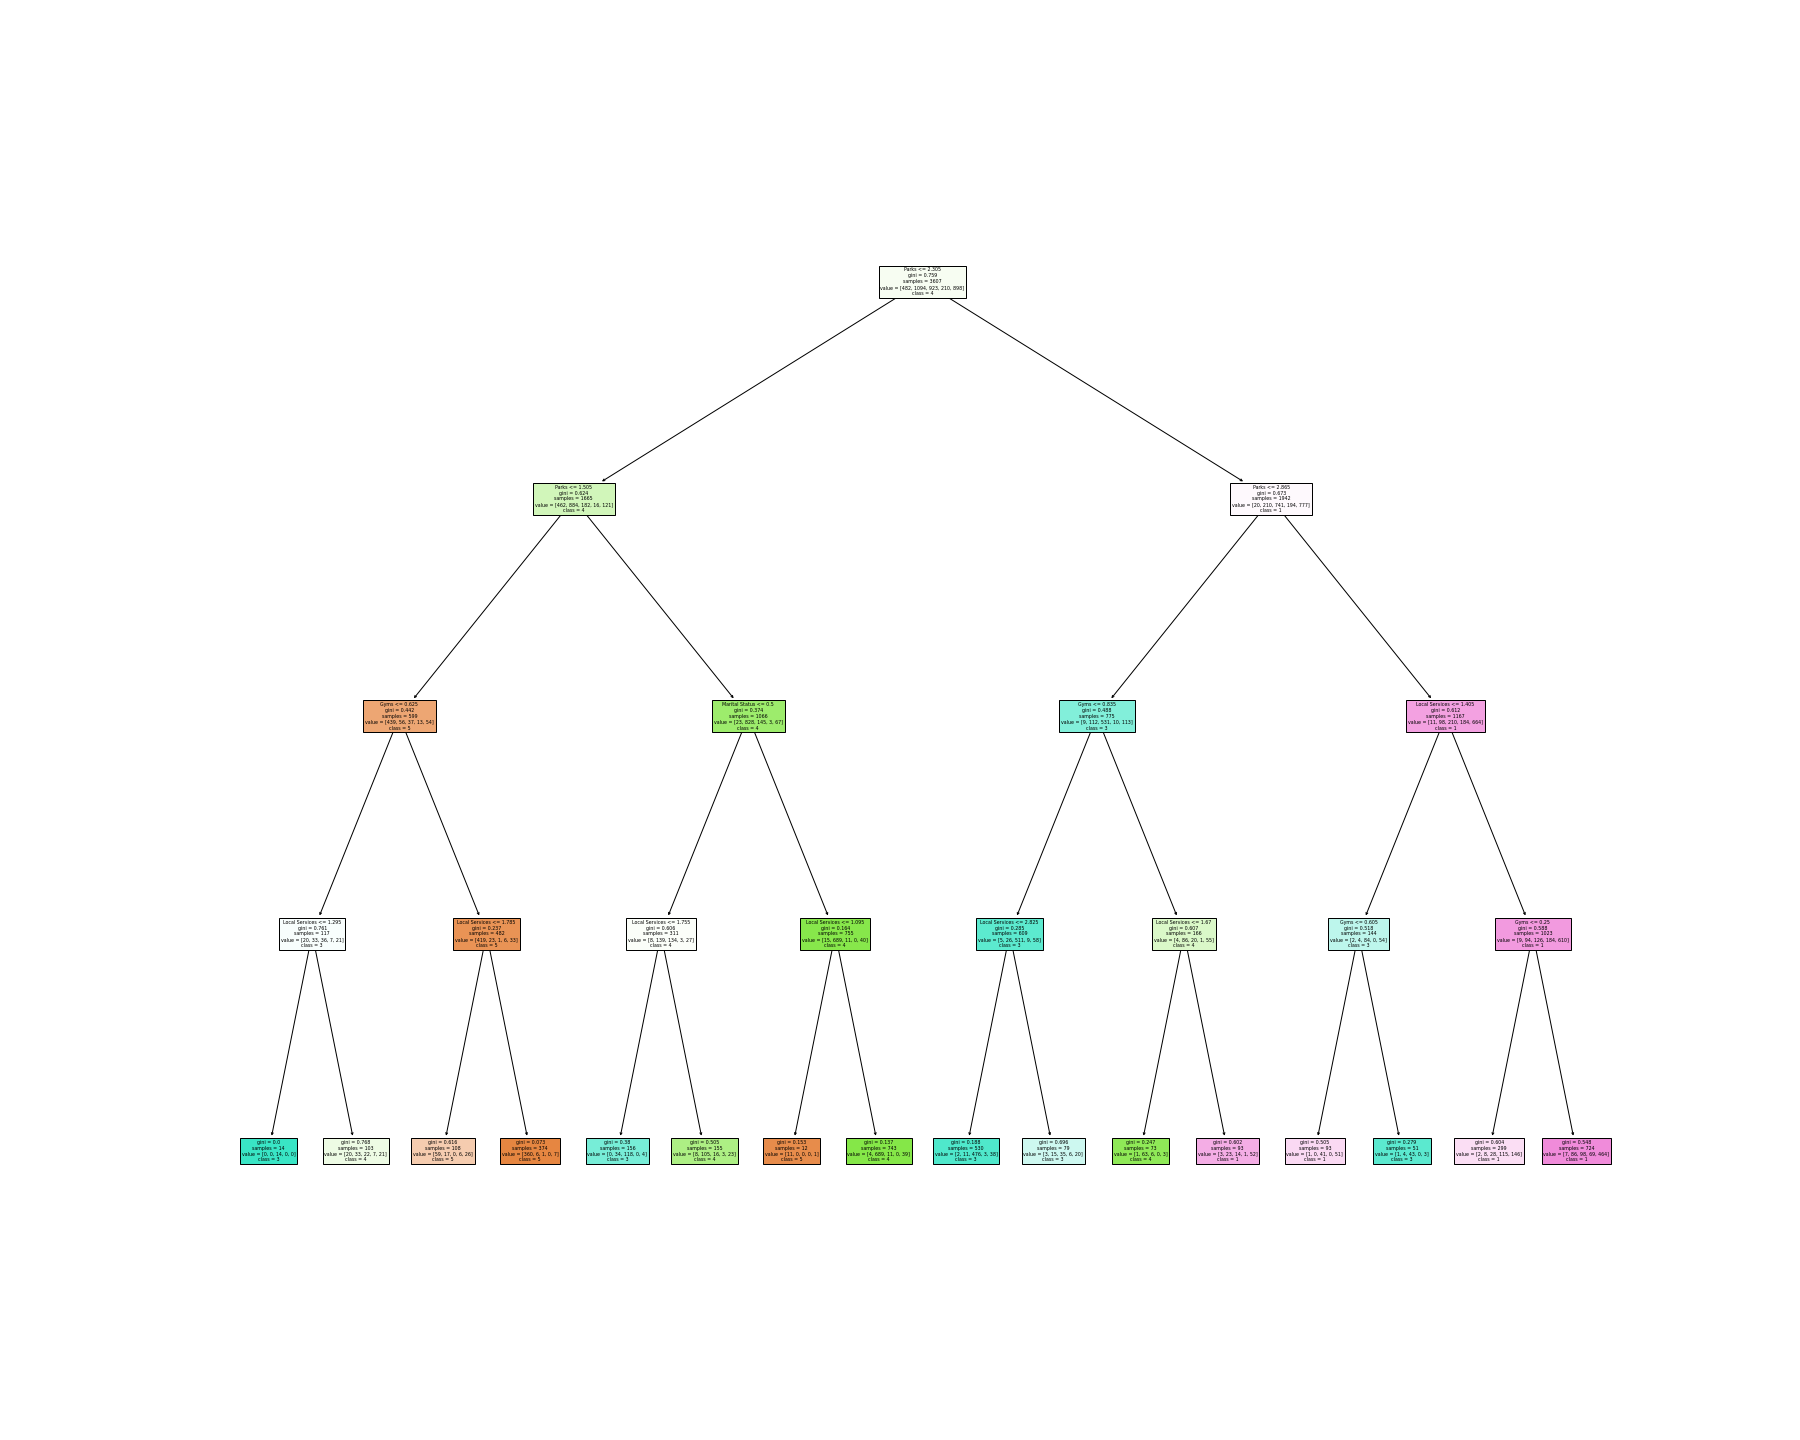 Parks <= 2.305
gini = 0.759
samples = 3607
value = [482, 1094, 923, 210, 898]
class = 4
Parks <= 1.505
gini = 0.624
samples = 1665
value = [462, 884, 182, 16, 121]
class = 4
Parks <= 2.865
gini = 0.673
samples = 1942
value = [20, 210, 741, 194, 777]
class = 1
Gyms <= 0.625
gini = 0.442
samples = 599
value = [439, 56, 37, 13, 54]
class = 5
Marital Status <= 0.5
gini = 0.374
samples = 1066
value = [23, 828, 145, 3, 67]
class = 4
Gyms <= 0.835
gini = 0.488
samples = 775
value = [9, 112, 531, 10, 113]
class = 3
Local Services <= 1.405
gini = 0.612
samples = 1167
value = [11, 98, 210, 184, 664]
class = 1
Local Services <= 1.295
gini = 0.761
samples = 117
value = [20, 33, 36, 7, 21]
class = 3
Local Services <= 1.785
gini = 0.237
samples = 482
value = [419, 23, 1, 6, 33]
class = 5
Local Services <= 1.755
gini = 0.606
samples = 311
value = [8, 139, 134, 3, 27]
class = 4
Local Services <= 1.095
gini = 0.164
samples = 755
value = [15, 689, 11, 0, 40]
class = 4
Local Services <= 2.825
gini = 0.285
samples = 609
value = [5, 26, 511, 9, 58]
class = 3
Local Services <= 1.67
gini = 0.607
samples = 166
value = [4, 86, 20, 1, 55]
class = 4
Gyms <= 0.605
gini = 0.518
samples = 144
value = [2, 4, 84, 0, 54]
class = 3
Gyms <= 0.25
gini = 0.588
samples = 1023
value = [9, 94, 126, 184, 610]
class = 1
gini = 0.0
samples = 14
value = [0, 0, 14, 0, 0]
class = 3
gini = 0.768
samples = 103
value = [20, 33, 22, 7, 21]
class = 4
gini = 0.616
samples = 108
value = [59, 17, 0, 6, 26]
class = 5
gini = 0.073
samples = 374
value = [360, 6, 1, 0, 7]
class = 5
gini = 0.38
samples = 156
value = [0, 34, 118, 0, 4]
class = 3
gini = 0.505
samples = 155
value = [8, 105, 16, 3, 23]
class = 4
gini = 0.153
samples = 12
value = [11, 0, 0, 0, 1]
class = 5
gini = 0.137
samples = 743
value = [4, 689, 11, 0, 39]
class = 4
gini = 0.188
samples = 530
value = [2, 11, 476, 3, 38]
class = 3
gini = 0.696
samples = 79
value = [3, 15, 35, 6, 20]
class = 3
gini = 0.247
samples = 73
value = [1, 63, 6, 0, 3]
class = 4
gini = 0.602
samples = 93
value = [3, 23, 14, 1, 52]
class = 1
gini = 0.505
samples = 93
value = [1, 0, 41, 0, 51]
class = 1
gini = 0.279
samples = 51
value = [1, 4, 43, 0, 3]
class = 3
gini = 0.604
samples = 299
value = [2, 8, 28, 115, 146]
class = 1
gini = 0.548
samples = 724
value = [7, 86, 98, 69, 464]
class = 1